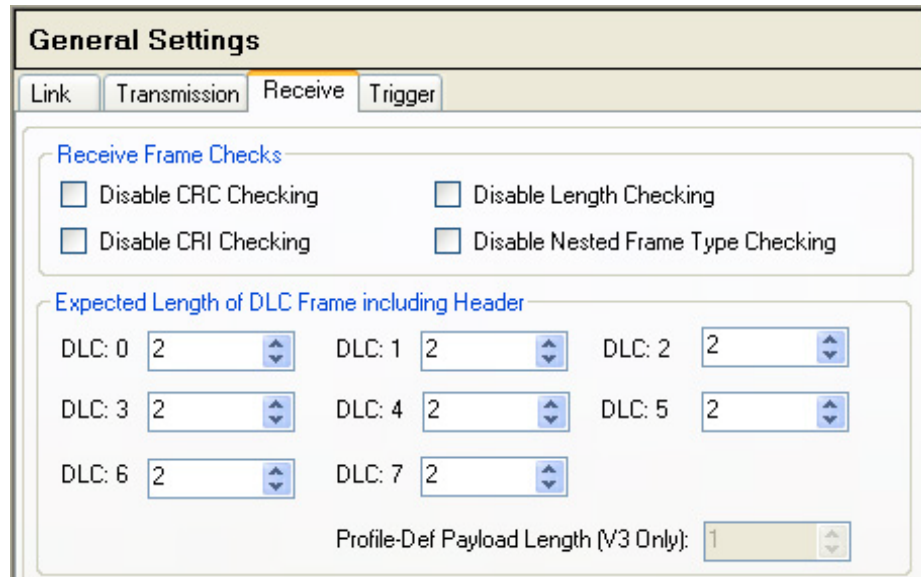 General Settings
Link Transmission Receive Trigger
Receive Frame Checks
Disable CRC Checking Disable Length Checking
Disable CRI Checking Disable Nested Frame Type Checking
Expected Length of DLC Frame including Header
DLC: 0 2 DLC: 1 2 DLC: 2 2
DLC: 3 2 DLC: 4 2 DLC: 5 2
DLC: 6 2 DLC: 7 2
Profile-Def Payload Length (V3 Only): 1